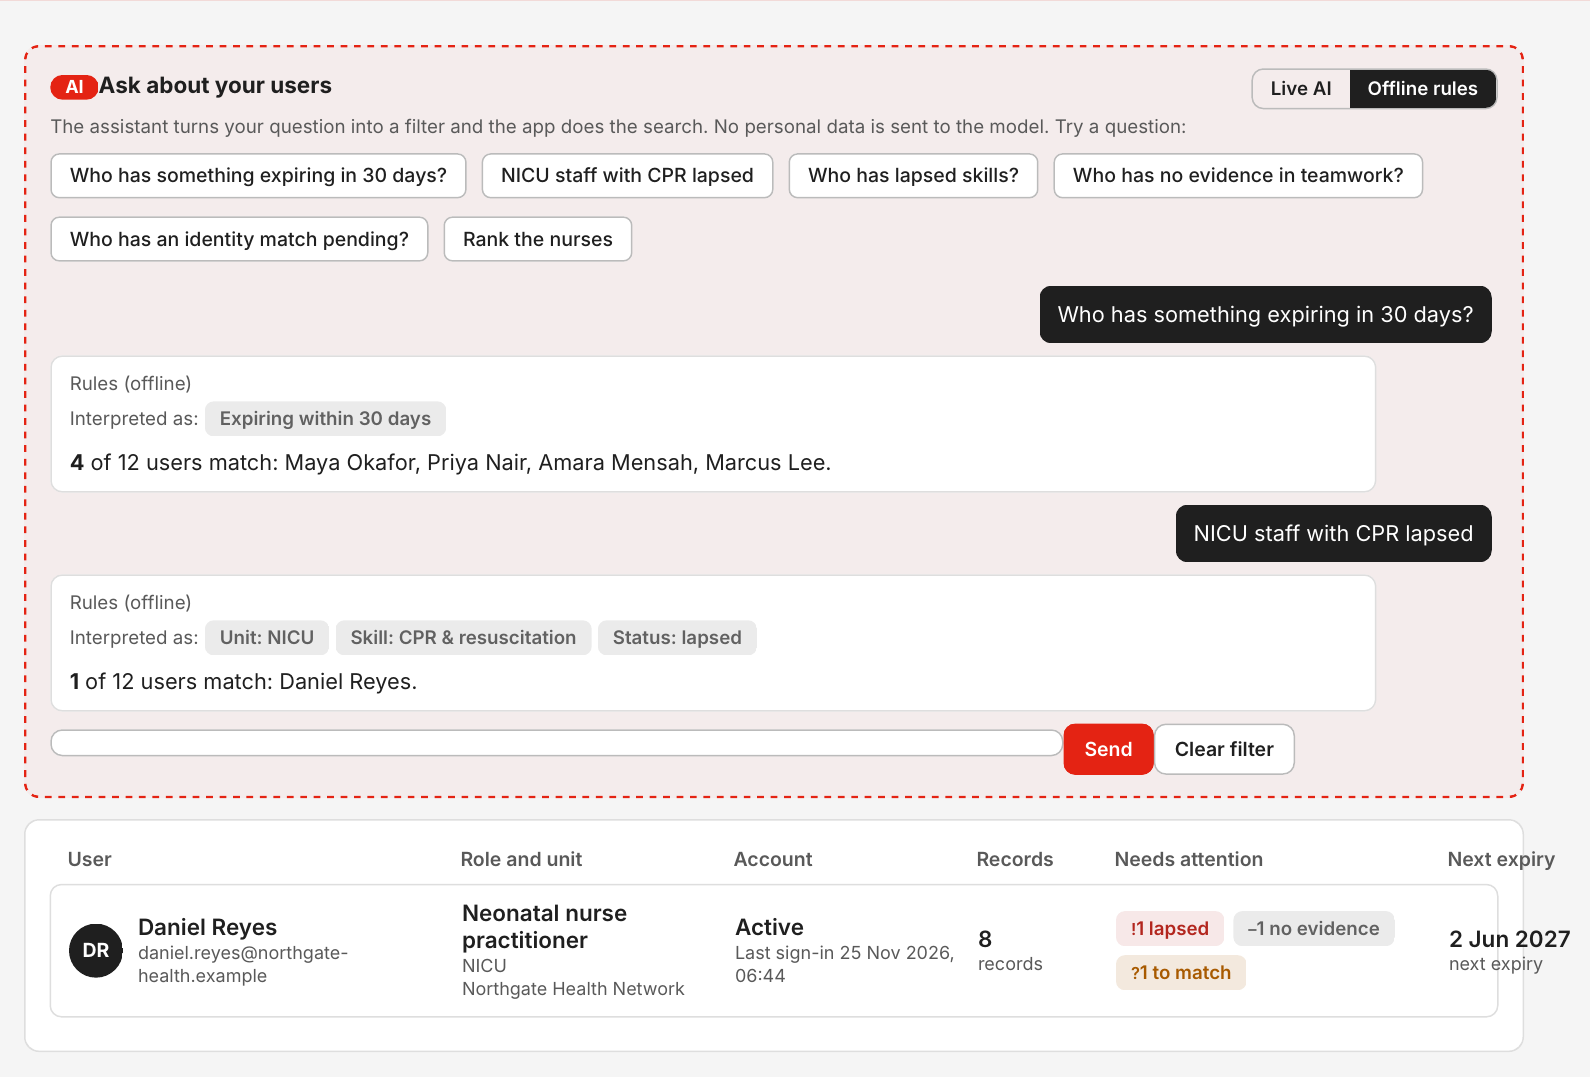 AI Ask about your users
Live AI Offline rules
The assistant turns your question into a filter and the app does the search. No personal data is sent to the model. Try a question:
Who has something expiring in 30 days? NICU staff with CPR lapsed Who has lapsed skills? Who has no evidence in teamwork?
Who has an identity match pending? Rank the nurses
Who has something expiring in 30 days?
Rules (offline)
Interpreted as: Expiring within 30 days
4 of 12 users match: Maya Okafor, Priya Nair, Amara Mensah, Marcus Lee.
NICU staff with CPR lapsed
Rules (offline)
Interpreted as: Unit: NICU Skill: CPR & resuscitation Status: lapsed
1 of 12 users match: Daniel Reyes.
Send Clear filter
User Role and unit Account Records Needs attention Next expiry
DR
Daniel Reyes
daniel.reyes@northgate-
health.example
Neonatal nurse
practitioner
NICU
Northgate Health Network
Active
Last sign-in 25 Nov 2026,
06:44
8
records
!1 lapsed –1 no evidence
?1 to match
2 Jun 2027
next expiry